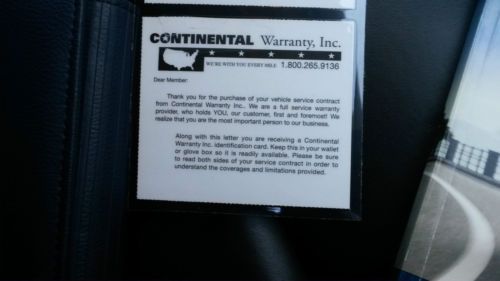 CONTINENTAL Warranty, Inc.
WE'RE WITH YOU EVERY MILE 1.800.265.9136
Dear Member:
Thank you for the purchase of your vehicle service contract
from Continental Warranty Inc.. We are a full service warranty
provider, who holds YOU, our customer, first and foremost! We
realize that you are the most important person to our business.
Along with this letter you are receiving a Continental
Warranty Inc. identification card. Keep this in your wallet
or glove box so it is readily available. Please be sure
to read both sides of your service contract in order to
understand the coverages and limitations provided.